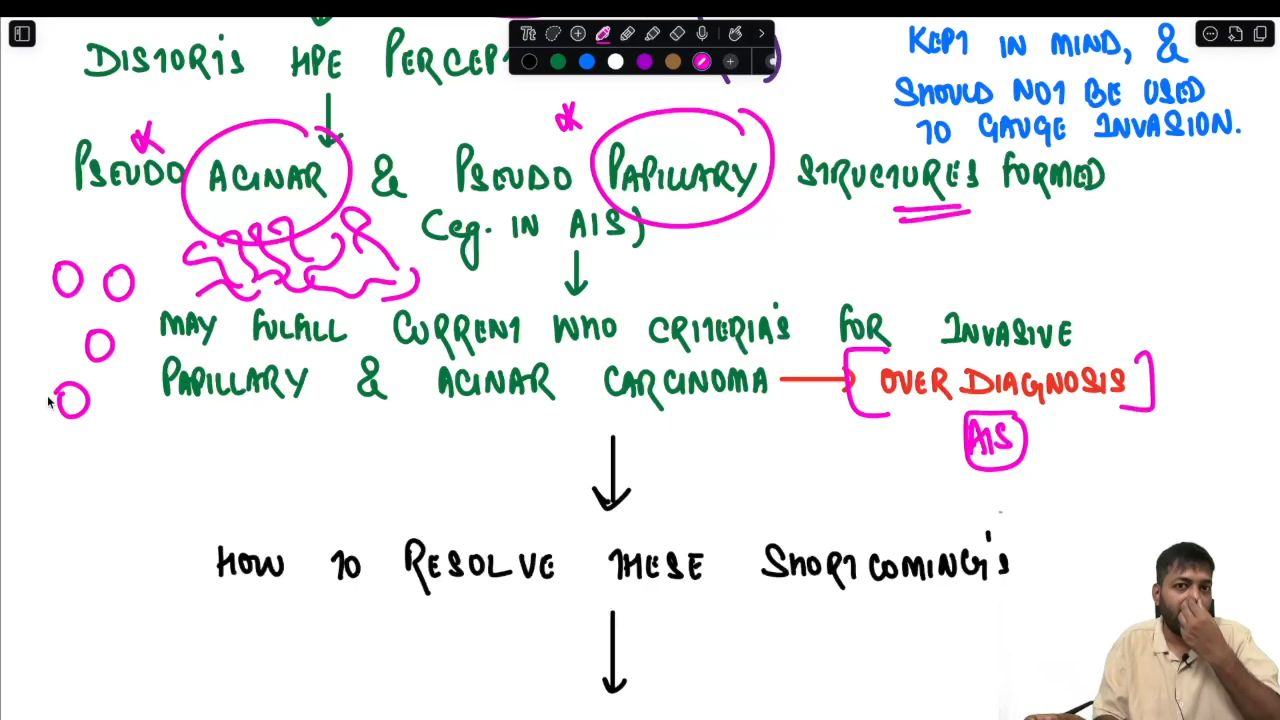 Tt
KEPT IN MIND, &
DISTORTS HPE
SHOULD NOT BE USED
TO GAUGE INVASION.
PSEUDO ACINAR & PSEUDO PAPILLARY STRUCTURES FORMED
(eg. IN AIS)
MAY FULFILL CURRENT WHO CRITERIA'S FOR INVASIVE
PAPILLARY & ACINAR CARCINOMA → OVER DIAGNOSIS
AIS
HOW TO RESOLVE THESE SHORTCOMING'S